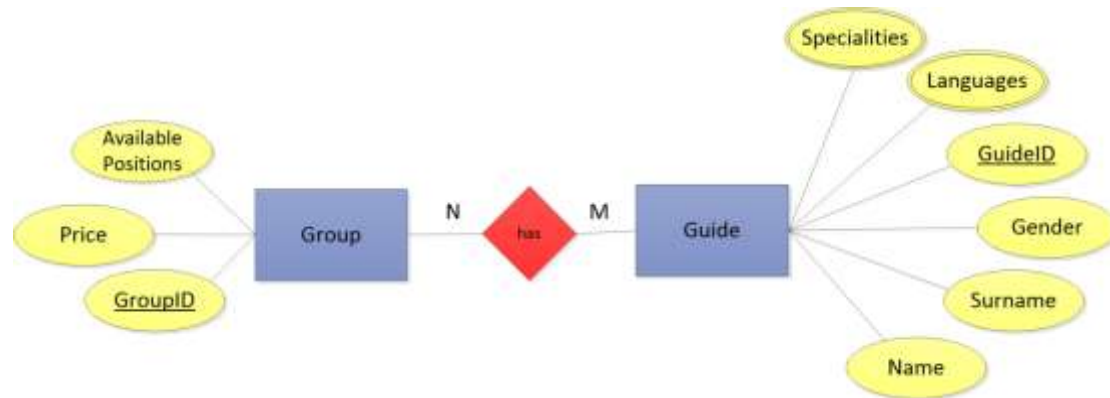 Specialities
Languages
Available
Positions
GuideID
N
M
Price
Group
has
Guide
Gender
GroupID
Surname
Name